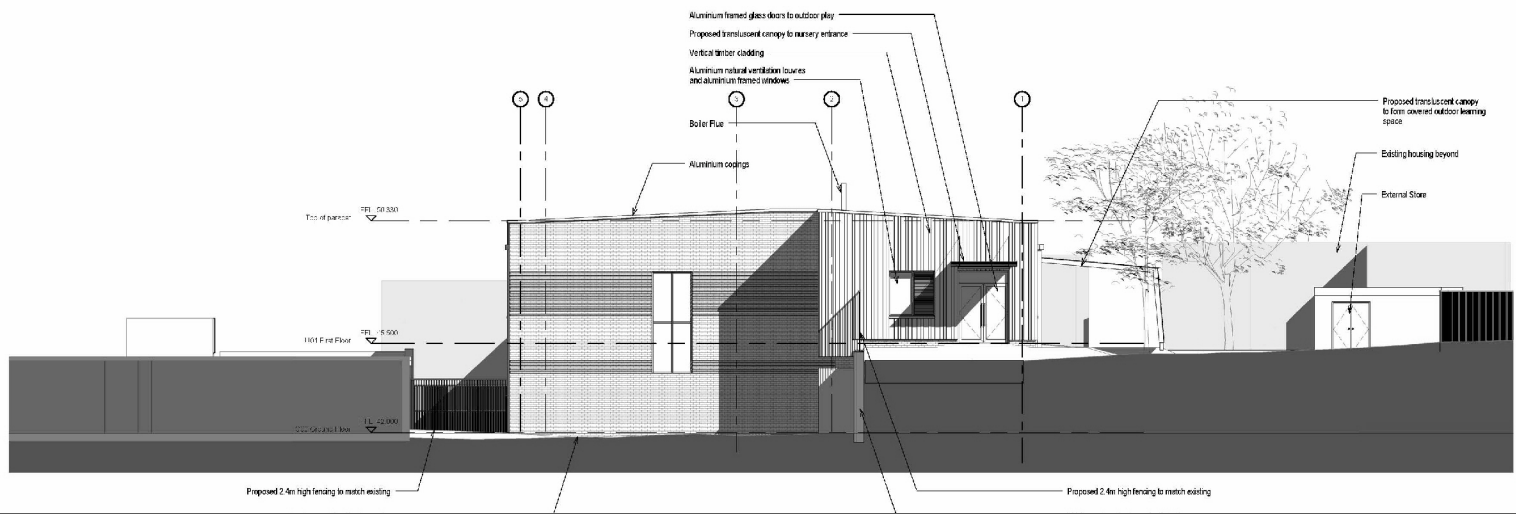 Aluminium framed glass doors to outdoor play
Proposed translucent canopy to nursery entrance
Vertical timber cladding
Aluminium natural ventilation louvres
and aluminium framed windows
5
4
3
2
1
Boiler Flue
Proposed translucent canopy
to form covered outdoor learning
space
Aluminium copings
Existing housing beyond
External Store
Top of parapet
First Floor
Ground Floor
Proposed 2.4m high fencing to match existing
Proposed 2.4m high fencing to match existing